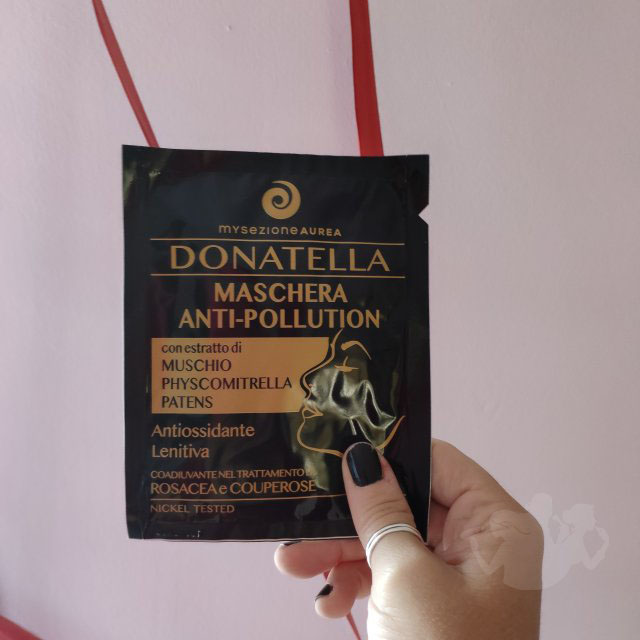 mysezioneAUREA
DONATELLA
MASCHERA
ANTI-POLLUTION
con estratto di
MUSCHIO
PHYSCOMITRELLA
PATENS
Antiossidante
Lenitiva
COADIUVANTE NEL TRATTAMENTO
ROSACEA e COUPEROSE
NICKEL TESTED